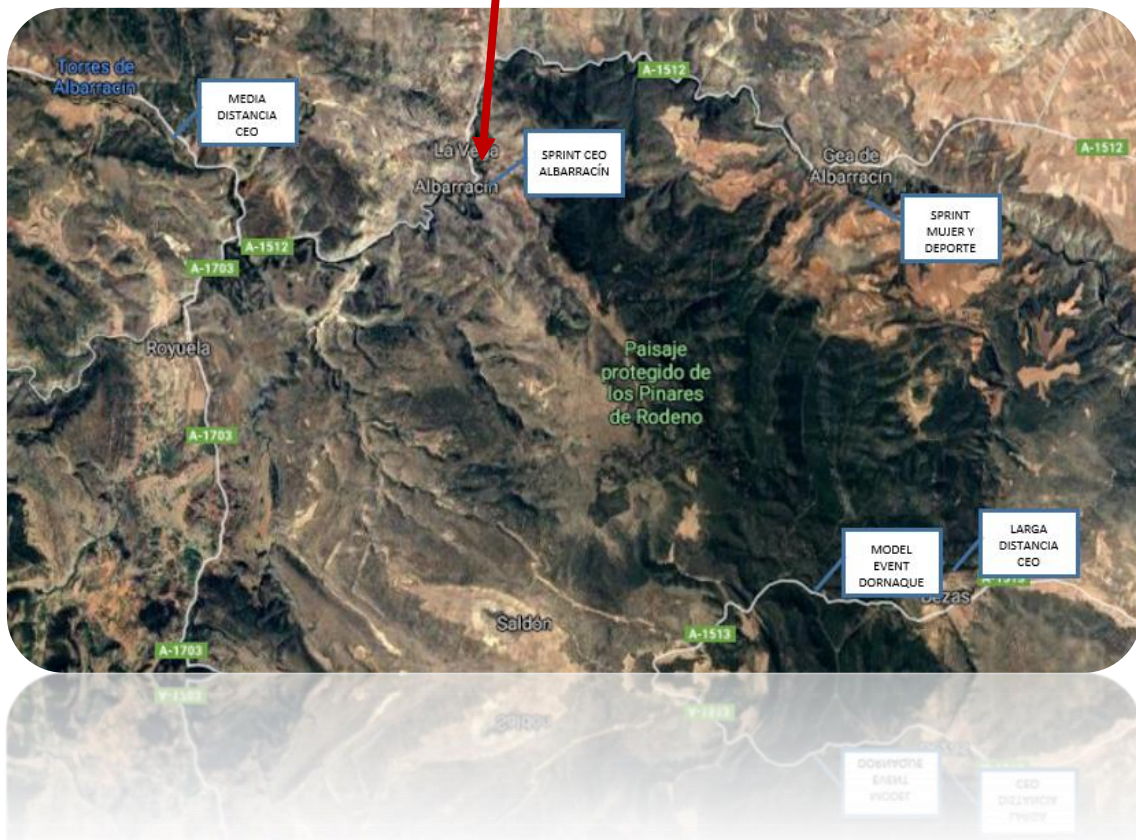 Torres de
Albarracín
MEDIA
DISTANCIA
CEO
A-1512
La Vega
Albarracín
SPRINT CEO
ALBARRACÍN
Gea de
Albarracín
A-1512
SPRINT
MUJER Y
DEPORTE
A-1512
A-1703
Royuela
Paisaje
protegido de
los Pinares
de Rodeno
A-1703
MODEL
EVENT
DORNAQUE
LARGA
DISTANCIA
CEO
A-1513
Bezas
Saldón
A-1513
A-1703